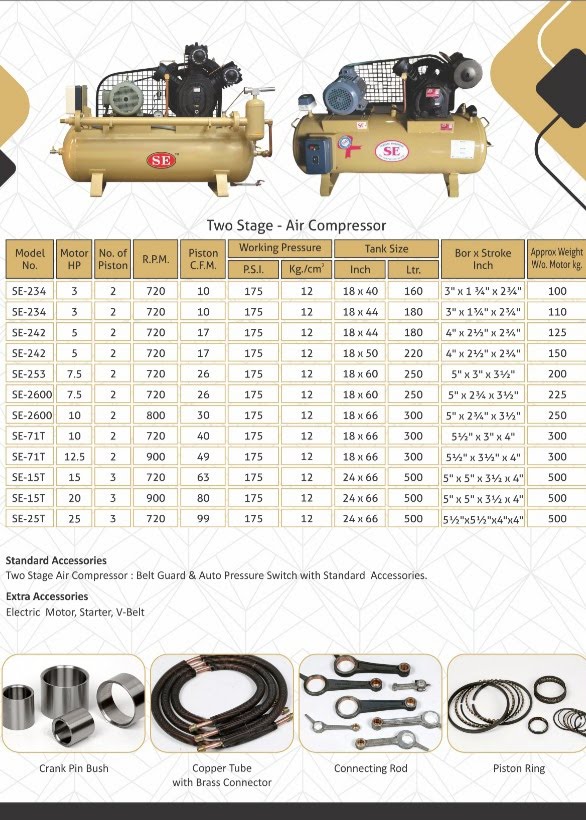 SE
SE
Two Stage - Air Compressor
Model No. Motor HP No. of Piston R.P.M. Piston C.F.M. Working Pressure Tank Size Bor x Stroke Inch Approx Weight W/o. Motor kg.
P.S.I. Kg./cm² Inch Ltr.
SE-234 3 2 720 10 175 12 18 x 40 160 3" x 1 ¾" x 2¾" 100
SE-234 3 2 720 10 175 12 18 x 44 180 3" x 1¾" x 2¾" 110
SE-242 5 2 720 17 175 12 18 x 44 180 4" x 2½" x 2¾" 125
SE-242 5 2 720 17 175 12 18 x 50 220 4" x 2½" x 2¾" 150
SE-253 7.5 2 720 26 175 12 18 x 60 250 5" x 3" x 3½" 200
SE-2600 7.5 2 720 26 175 12 18 x 60 250 5" x 2¾ x 3½" 225
SE-2600 10 2 800 30 175 12 18 x 66 300 5" x 2¾" x 3½" 250
SE-71T 10 2 720 40 175 12 18 x 66 300 5½" x 3" x 4" 300
SE-71T 12.5 2 900 49 175 12 18 x 66 300 5½" x 3½" x 4" 300
SE-15T 15 3 720 63 175 12 24 x 66 500 5" x 5" x 3½ x 4" 500
SE-15T 20 3 900 80 175 12 24 x 66 500 5" x 5" x 3½ x 4" 500
SE-25T 25 3 720 99 175 12 24 x 66 500 5½"x5½"x4"x4" 500
Standard Accessories
Two Stage Air Compressor : Belt Guard & Auto Pressure Switch with Standard Accessories.
Extra Accessories
Electric Motor, Starter, V-Belt
Crank Pin Bush
Copper Tube
with Brass Connector
Connecting Rod
Piston Ring